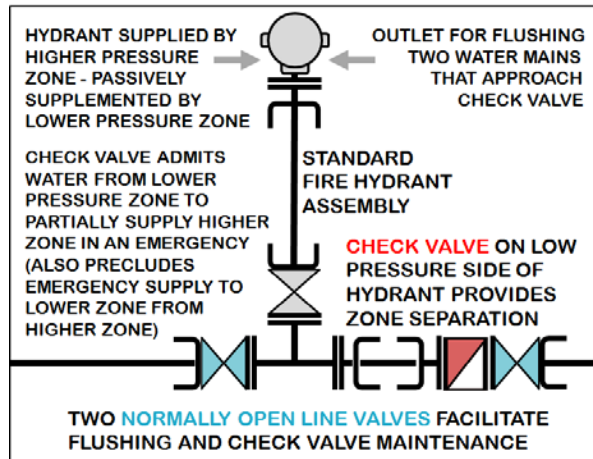 HYDRANT SUPPLIED BY
HIGHER PRESSURE
ZONE - PASSIVELY
SUPPLEMENTED BY
LOWER PRESSURE ZONE
OUTLET FOR FLUSHING
TWO WATER MAINS
THAT APPROACH
CHECK VALVE
CHECK VALVE ADMITS
WATER FROM LOWER
PRESSURE ZONE TO
PARTIALLY SUPPLY HIGHER
ZONE IN AN EMERGENCY
(ALSO PRECLUDES
EMERGENCY SUPPLY TO
LOWER ZONE FROM
HIGHER ZONE)
STANDARD
FIRE HYDRANT
ASSEMBLY
CHECK VALVE ON LOW
PRESSURE SIDE OF
HYDRANT PROVIDES
ZONE SEPARATION
TWO NORMALLY OPEN LINE VALVES FACILITATE
FLUSHING AND CHECK VALVE MAINTENANCE